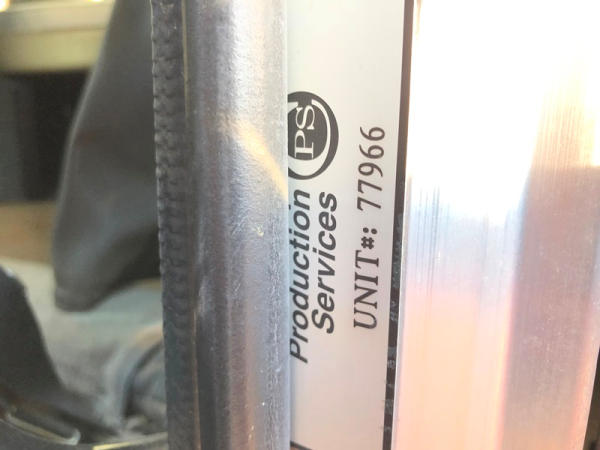 PS
Production
Services
UNIT#: 77966